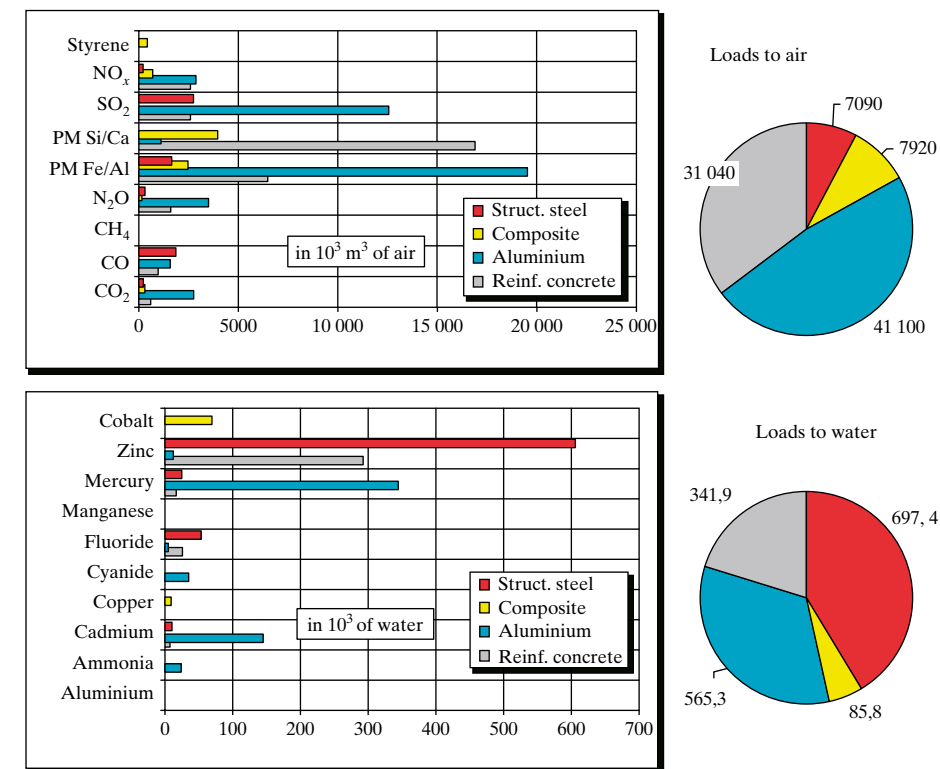 Styrene
NOx
SO2
PM Si/Ca
PM Fe/Al
N2O
CH4
CO
CO2
0 5000 10 000 15 000 20 000 25 000
in 10³ m³ of air
Struct. steel
Composite
Aluminium
Reinf. concrete
Loads to air
7090
7920
31 040
41 100
Cobalt
Zinc
Mercury
Manganese
Fluoride
Cyanide
Copper
Cadmium
Ammonia
Aluminium
0 100 200 300 400 500 600 700
in 10³ of water
Struct. steel
Composite
Aluminium
Reinf. concrete
Loads to water
341,9
697, 4
565,3
85,8